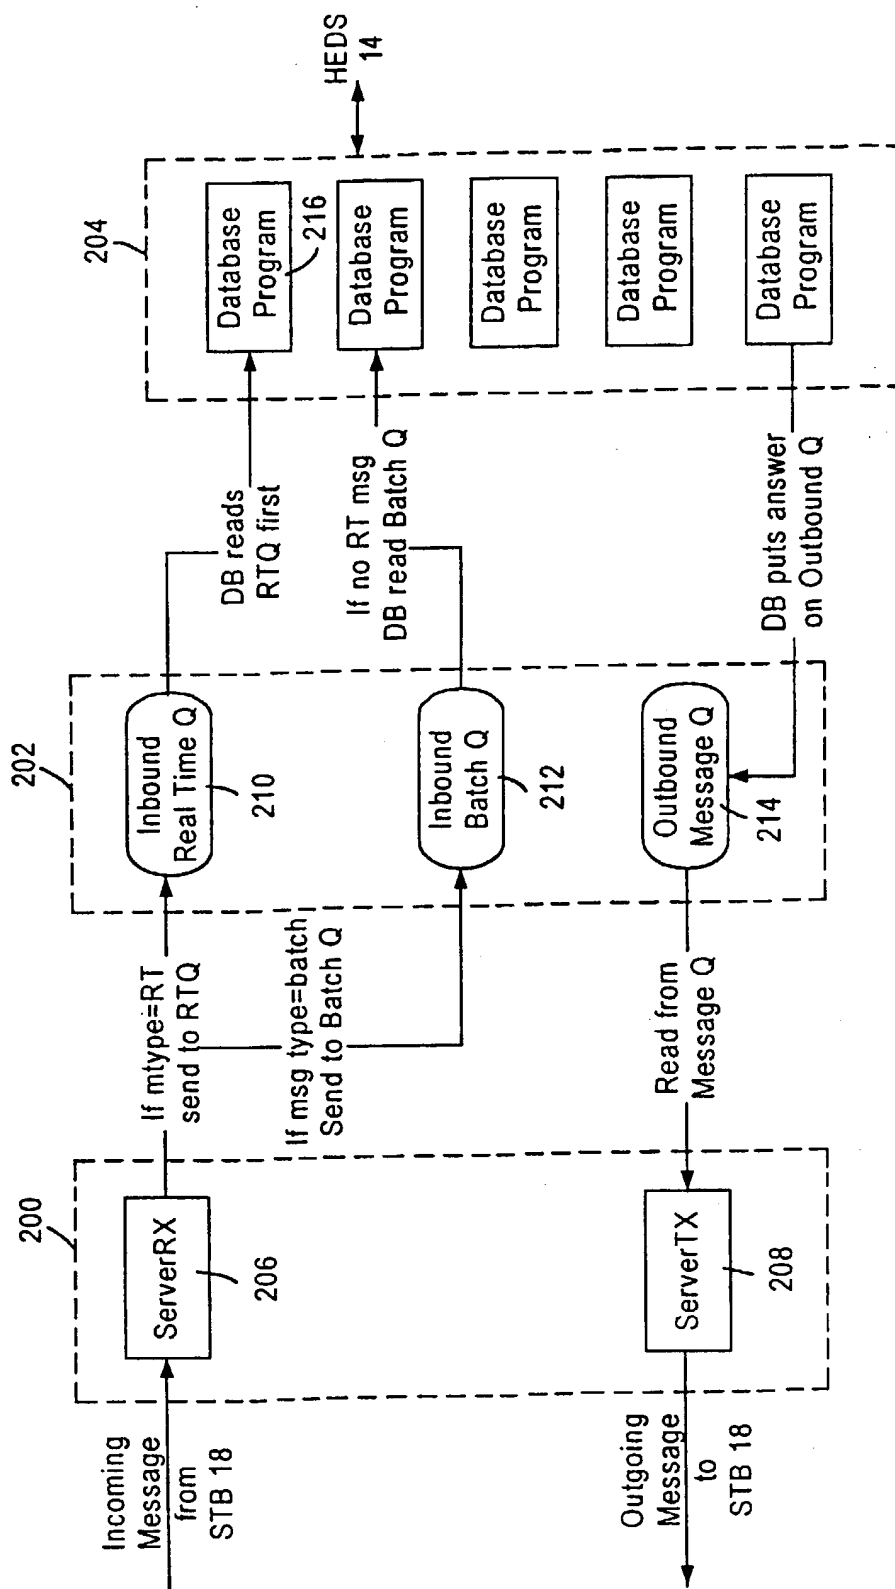 Incoming
Message
from
STB 18
Outgoing
Message
to
STB 18
200
ServerRX
206
ServerTX
208
If mtype=RT
send to RTQ
If msg type=batch
Send to Batch Q
Read from
Message Q
202
Inbound
Real Time Q
210
Inbound
Batch Q
212
Outbound
Message Q
214
DB reads
RTQ first
If no RT msg
DB read Batch Q
DB puts answer
on Outbound Q
204
Database
Program
216
Database
Program
Database
Program
Database
Program
Database
Program
HEDS
14